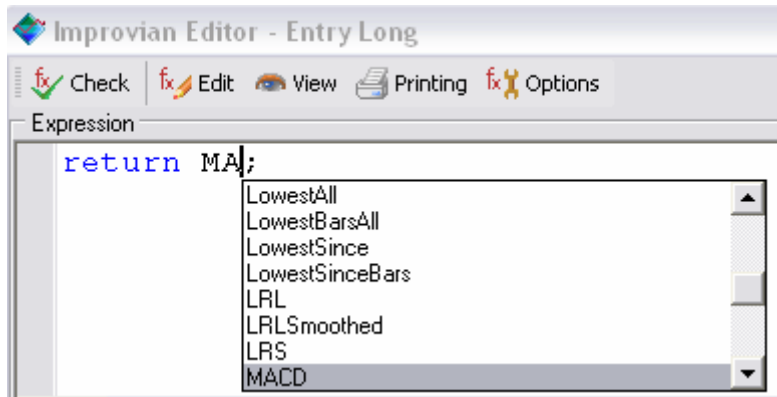 Improvian Editor - Entry Long
Check Edit View Printing Options
Expression
return MA;
LowestAll
LowestBarsAll
LowestSince
LowestSinceBars
LRL
LRLSmoothed
LRS
MACD